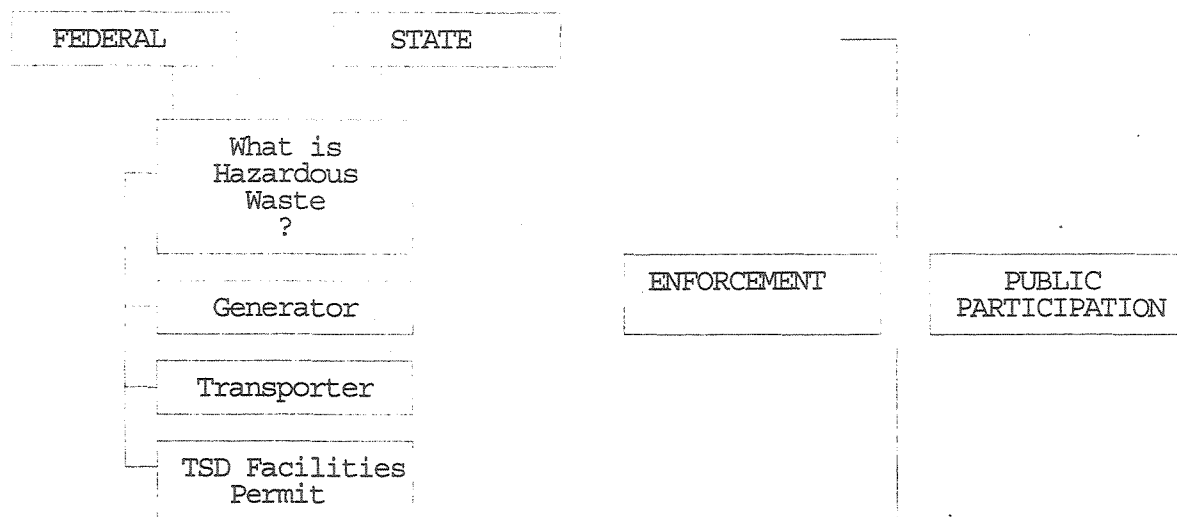 FEDERAL
STATE
What is
Hazardous
Waste
?
Generator
Transporter
TSD Facilities
Permit
ENFORCEMENT
PUBLIC
PARTICIPATION